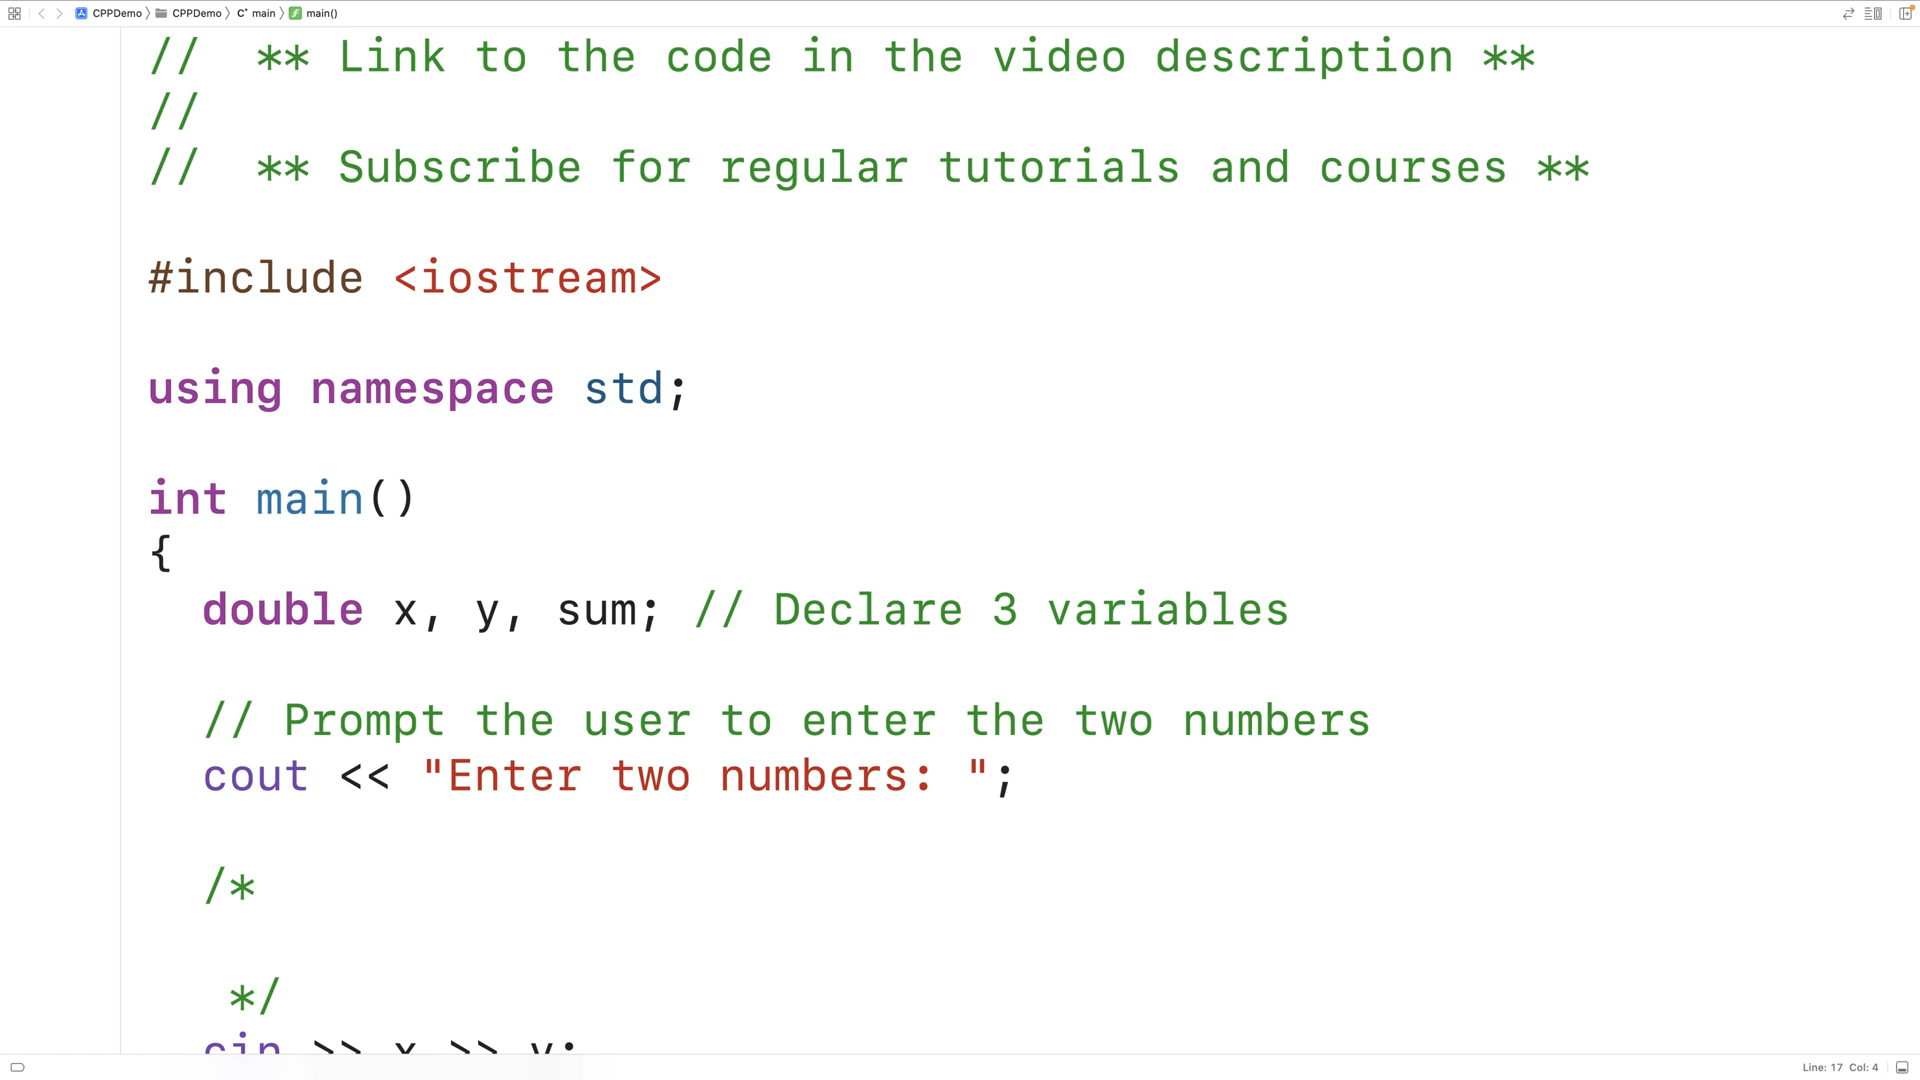 CPPDemo 〉 CPPDemo 〉 C⁺ main 〉 f main()
//  ** Link to the code in the video description **
//
//  ** Subscribe for regular tutorials and courses **
#include <iostream>
using namespace std;
int main()
{
  double x, y, sum; // Declare 3 variables
  // Prompt the user to enter the two numbers
  cout << "Enter two numbers: ";
  /*
   */
  cin >> x >> y;
Line: 17  Col: 4